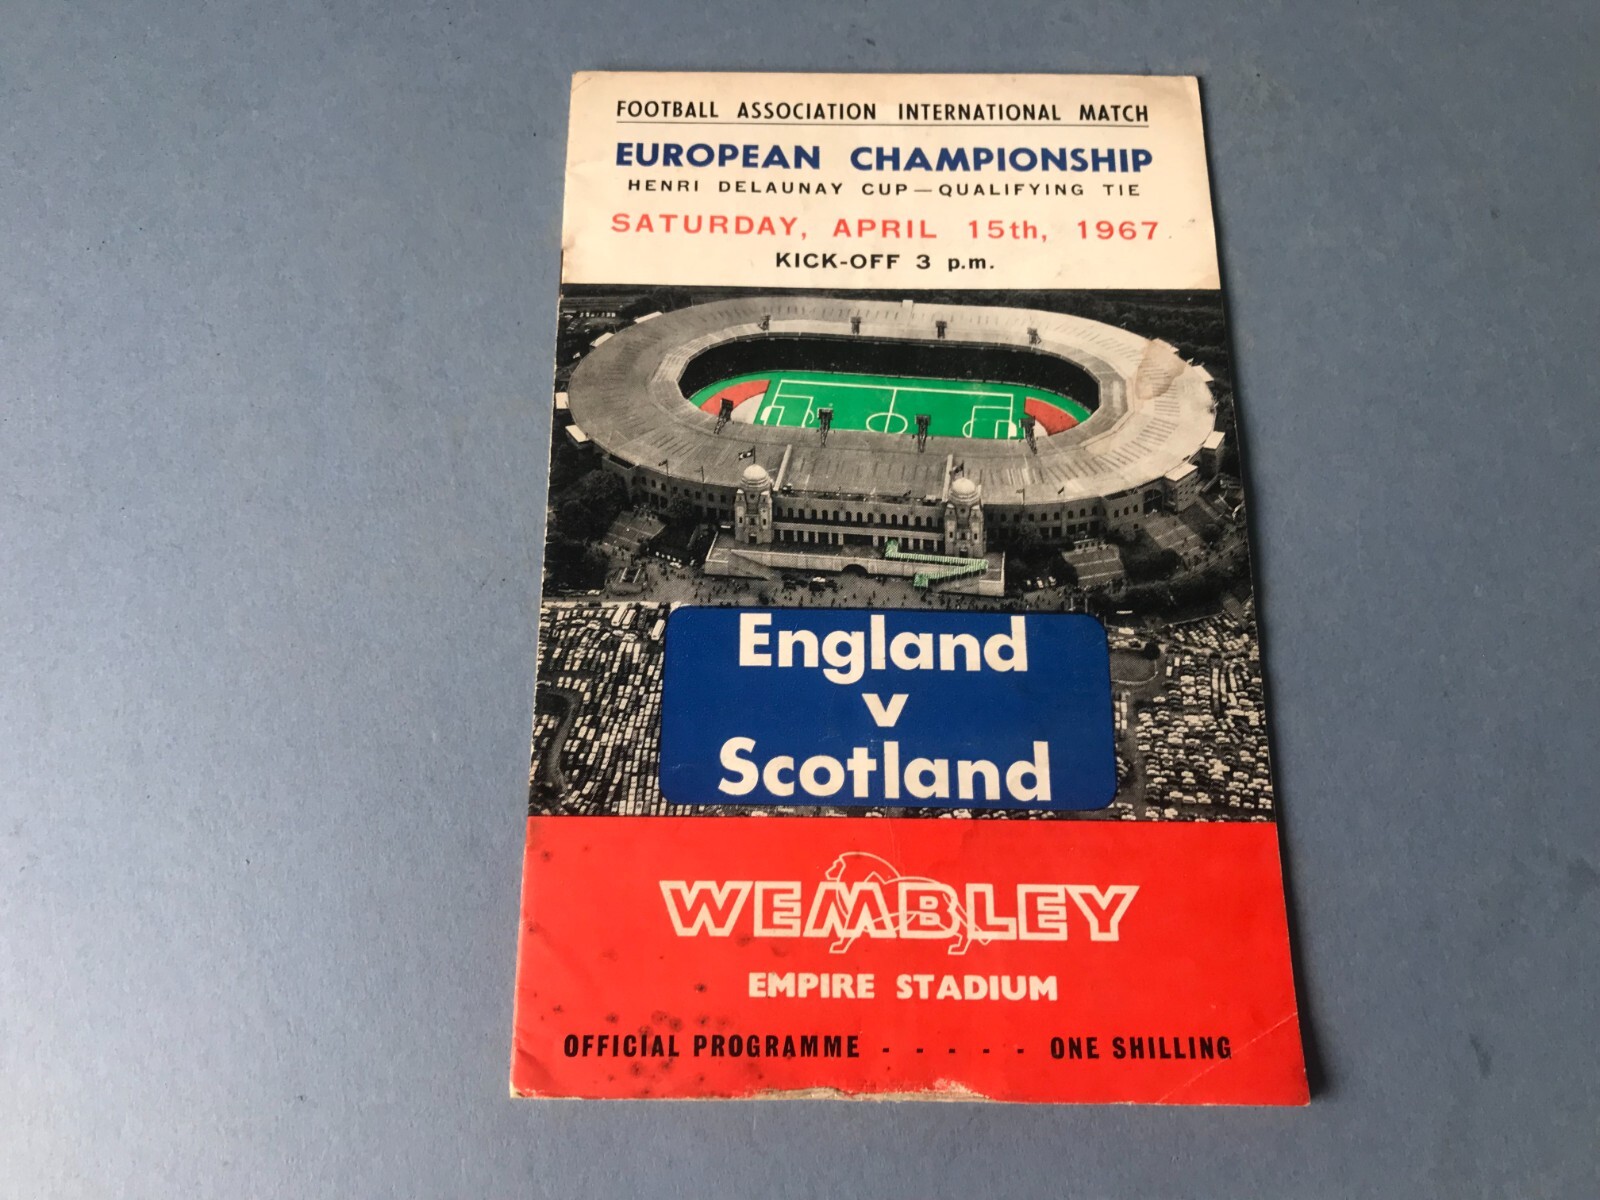 FOOTBALL ASSOCIATION INTERNATIONAL MATCH
EUROPEAN CHAMPIONSHIP
HENRI DELAUNAY CUP—QUALIFYING TIE
SATURDAY, APRIL 15th, 1967
KICK-OFF 3 p.m.
England
v
Scotland
WEMBLEY
EMPIRE STADIUM
OFFICIAL PROGRAMME - - - - - ONE SHILLING